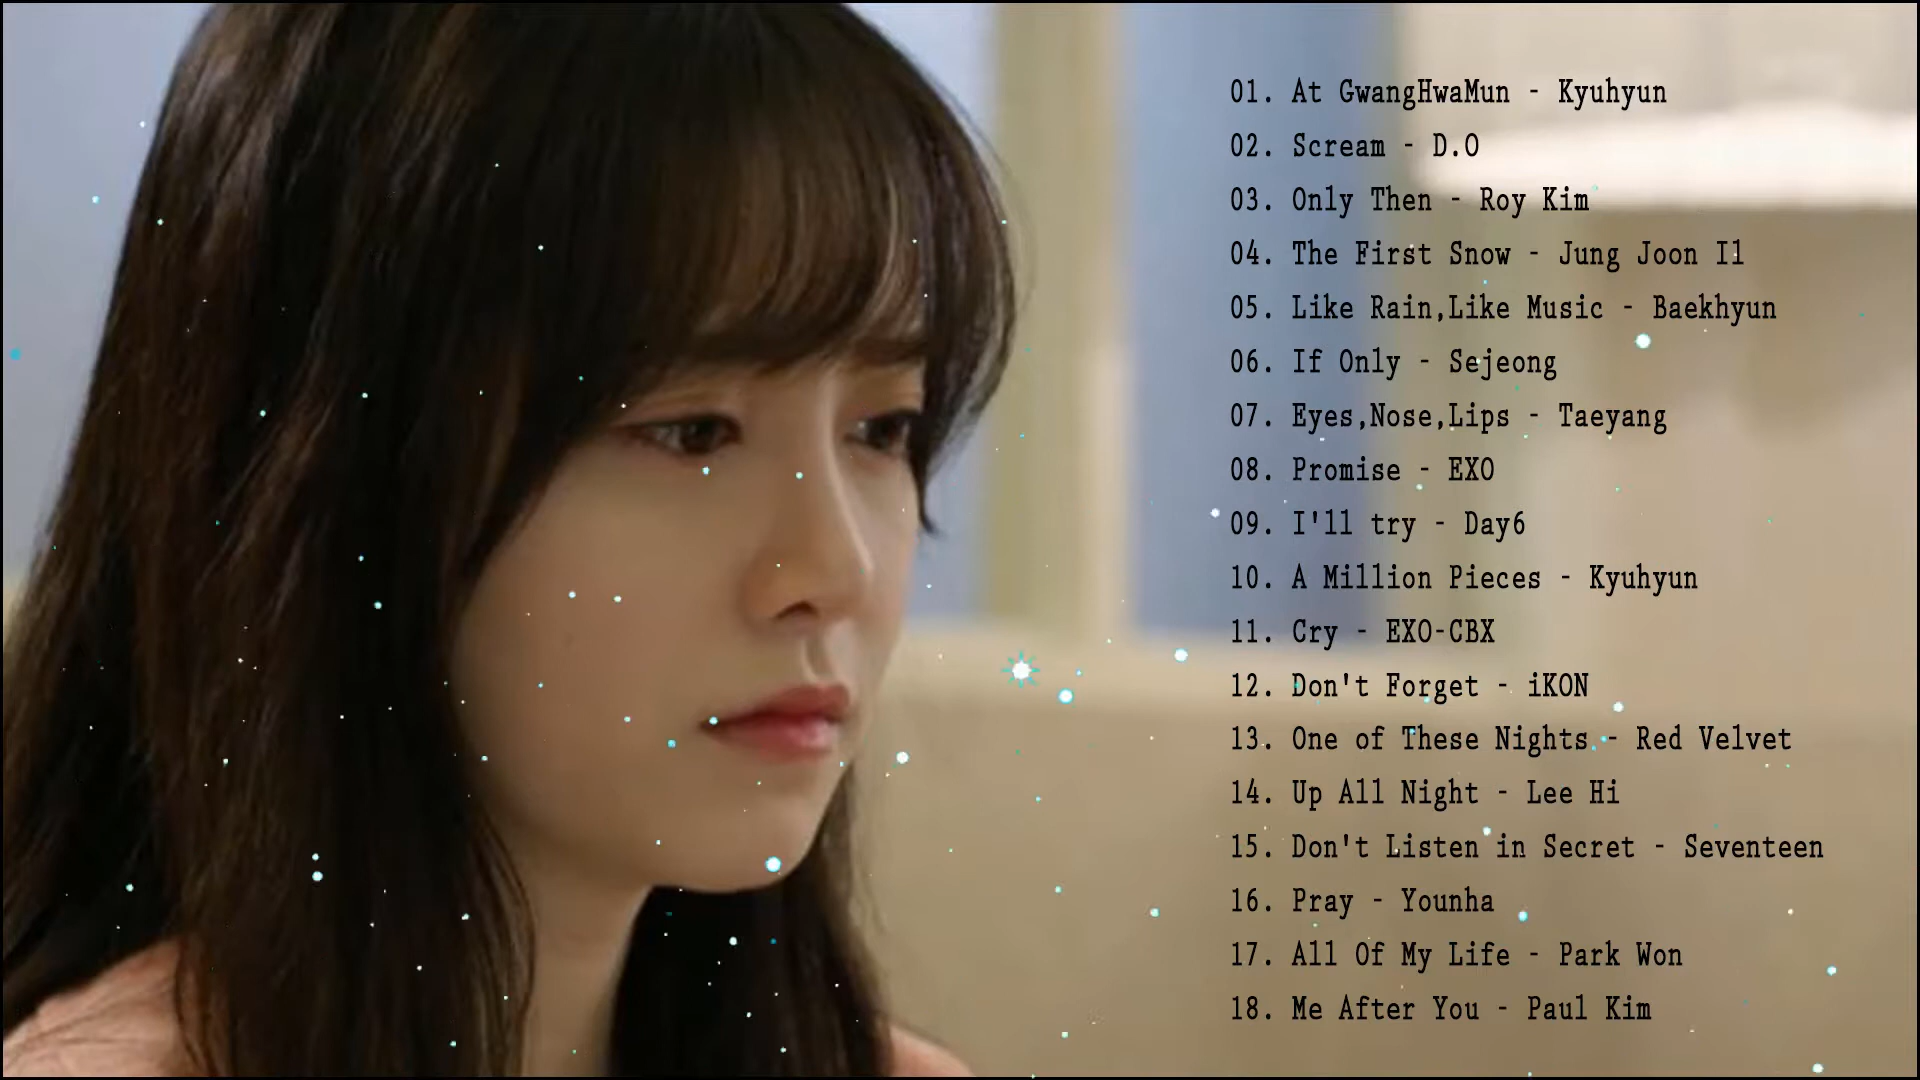 01. At GwangHwaMun - Kyuhyun
02. Scream - D.O
03. Only Then - Roy Kim
04. The First Snow - Jung Joon Il
05. Like Rain,Like Music - Baekhyun
06. If Only - Sejeong
07. Eyes,Nose,Lips - Taeyang
08. Promise - EXO
09. I'll try - Day6
10. A Million Pieces - Kyuhyun
11. Cry - EXO-CBX
12. Don't Forget - iKON
13. One of These Nights - Red Velvet
14. Up All Night - Lee Hi
15. Don't Listen in Secret - Seventeen
16. Pray - Younha
17. All Of My Life - Park Won
18. Me After You - Paul Kim